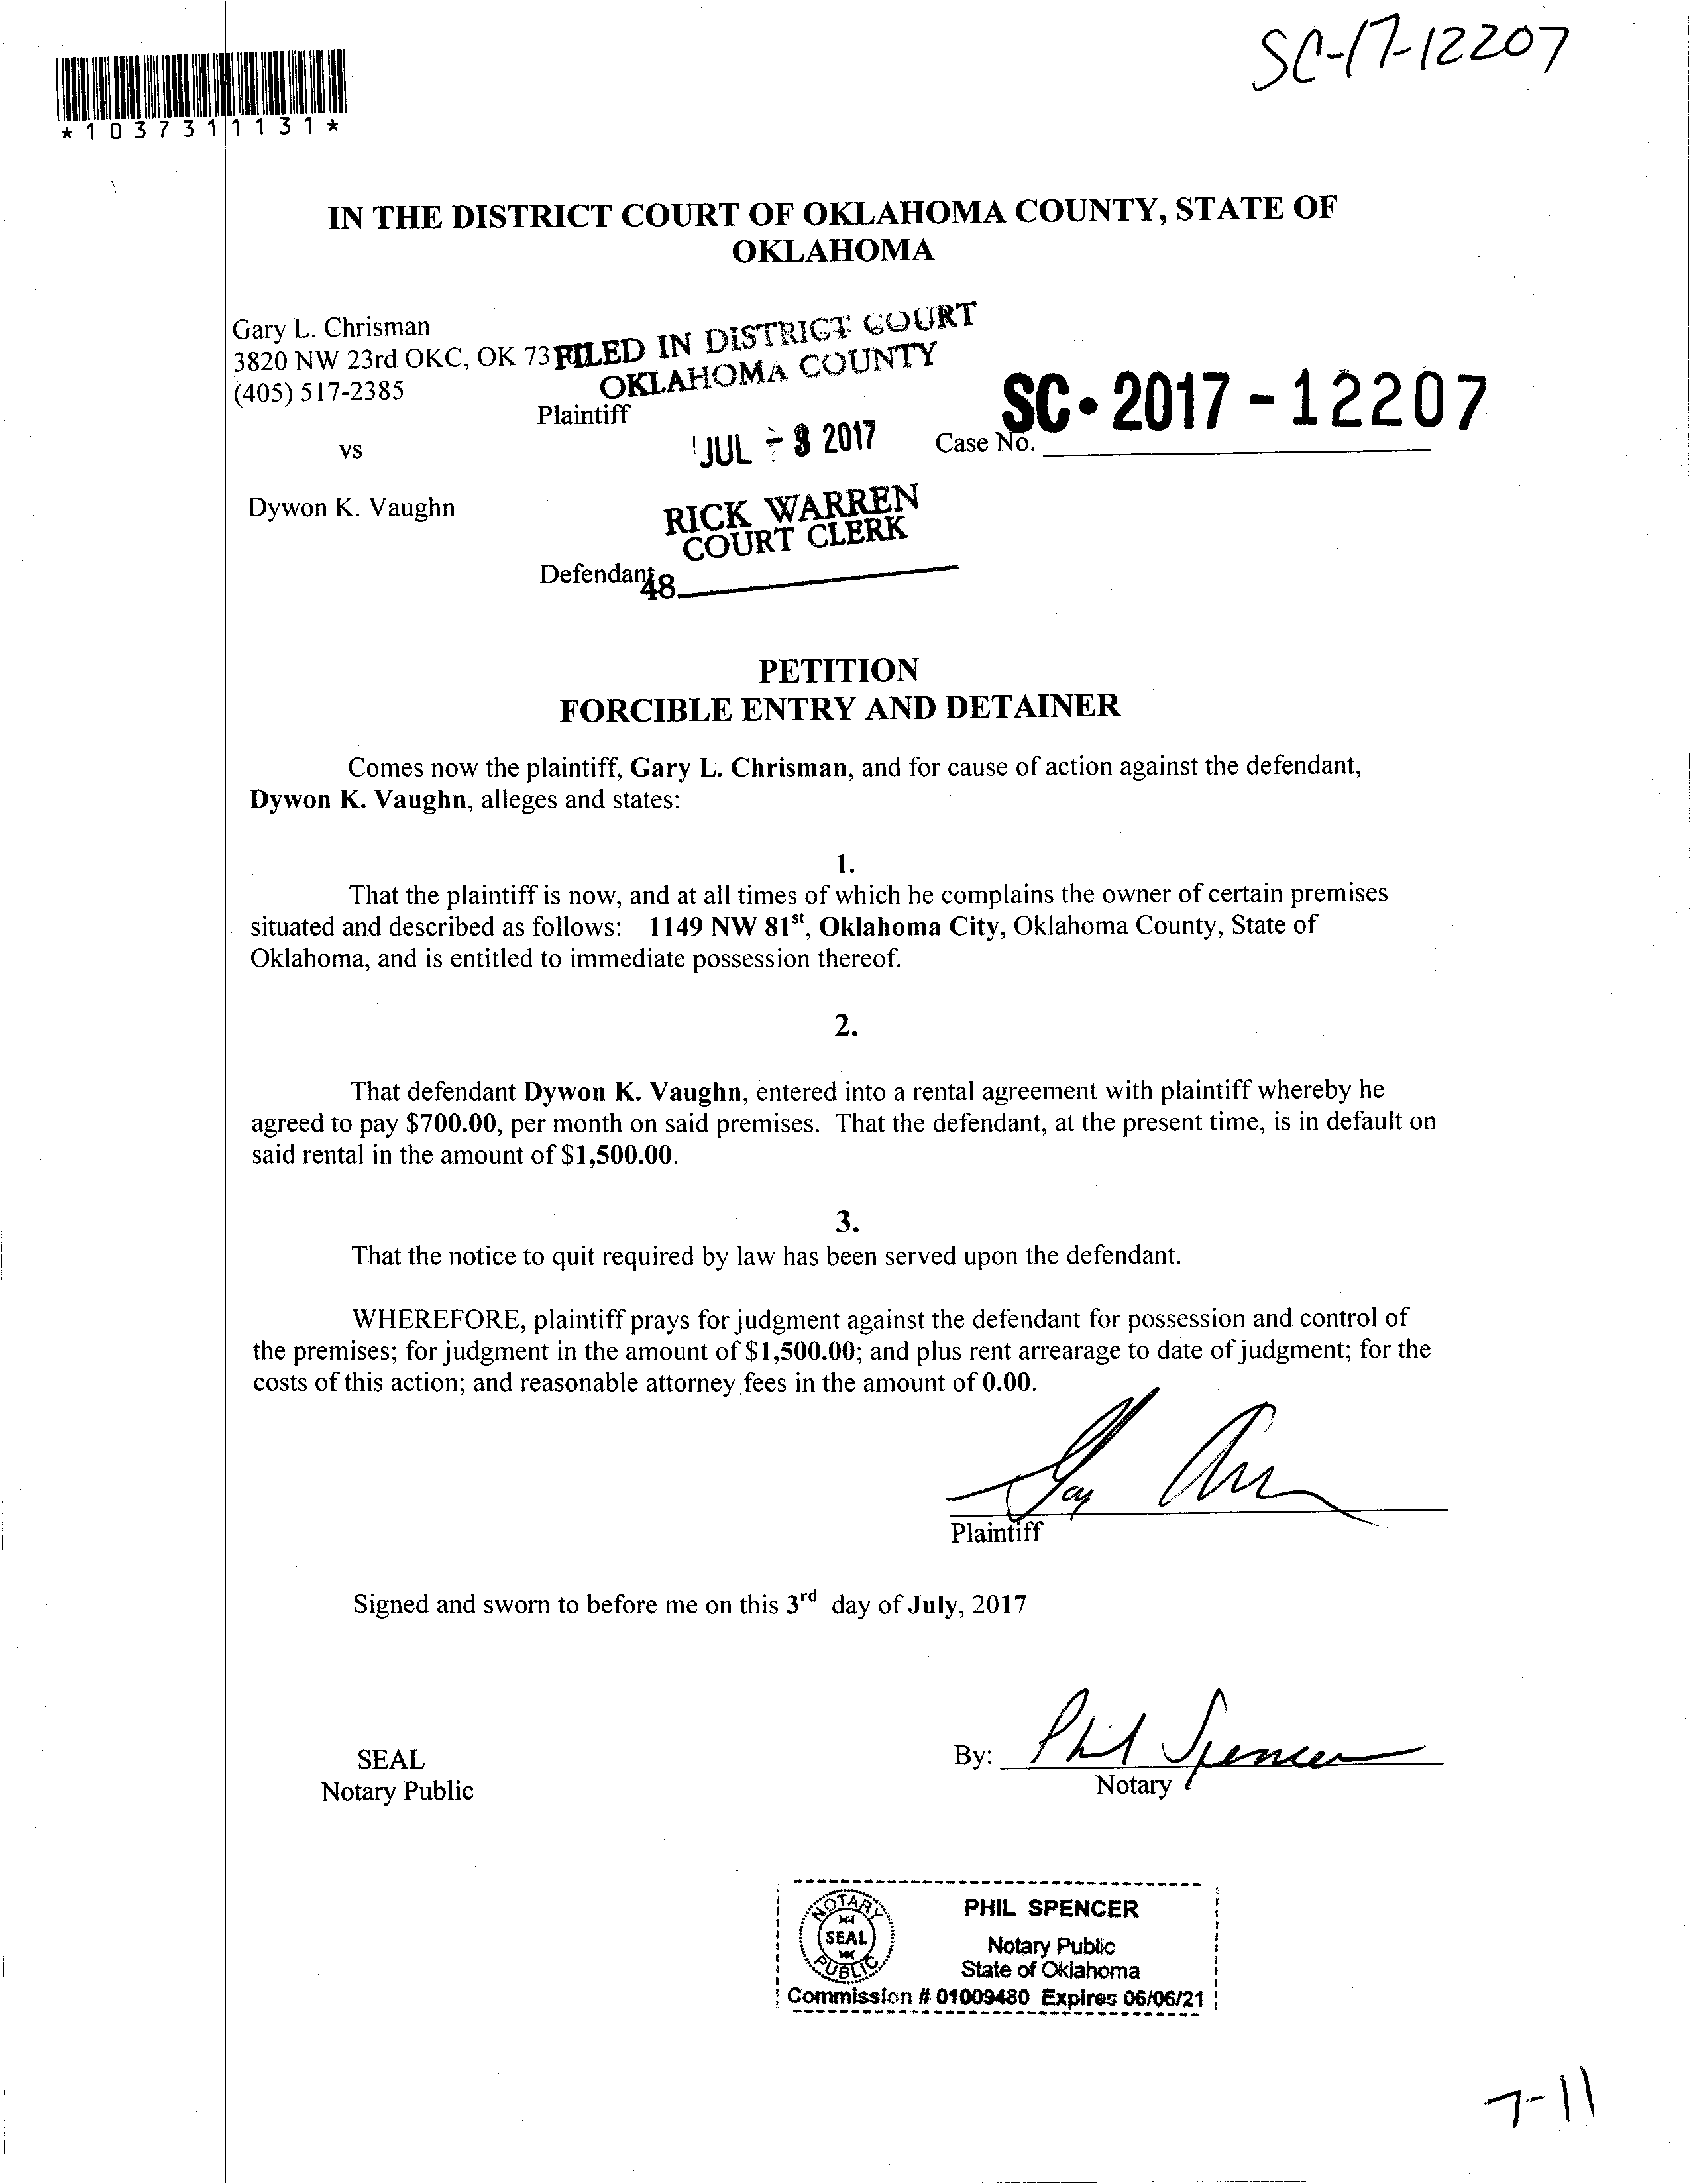 SC-17-12207
*1037311131*
IN THE DISTRICT COURT OF OKLAHOMA COUNTY, STATE OF
OKLAHOMA
Gary L. Chrisman
3820 NW 23rd OKC, OK 73
FILED IN DISTRICT COURT
OKLAHOMA COUNTY
(405) 517-2385
Plaintiff
SC • 2017 - 12207
JUL - 3 2017
Case No.
vs
Dywon K. Vaughn
RICK WARREN
COURT CLERK
Defendant
48
PETITION
FORCIBLE ENTRY AND DETAINER
Comes now the plaintiff, Gary L. Chrisman, and for cause of action against the defendant,
Dywon K. Vaughn, alleges and states:
1.
That the plaintiff is now, and at all times of which he complains the owner of certain premises
situated and described as follows: 1149 NW 81st, Oklahoma City, Oklahoma County, State of
Oklahoma, and is entitled to immediate possession thereof.
2.
That defendant Dywon K. Vaughn, entered into a rental agreement with plaintiff whereby he
agreed to pay $700.00, per month on said premises. That the defendant, at the present time, is in default on
said rental in the amount of $1,500.00.
3.
That the notice to quit required by law has been served upon the defendant.
WHEREFORE, plaintiff prays for judgment against the defendant for possession and control of
the premises; for judgment in the amount of $1,500.00; and plus rent arrearage to date of judgment; for the
costs of this action; and reasonable attorney fees in the amount of 0.00.
Plaintiff
Signed and sworn to before me on this 3rd day of July, 2017
SEAL
Notary Public
By: Phil Spencer
Notary
NOTARY
SEAL
PUBLIC
PHIL SPENCER
Notary Public
State of Oklahoma
Commission # 01009480 Expires 06/06/21
7-11